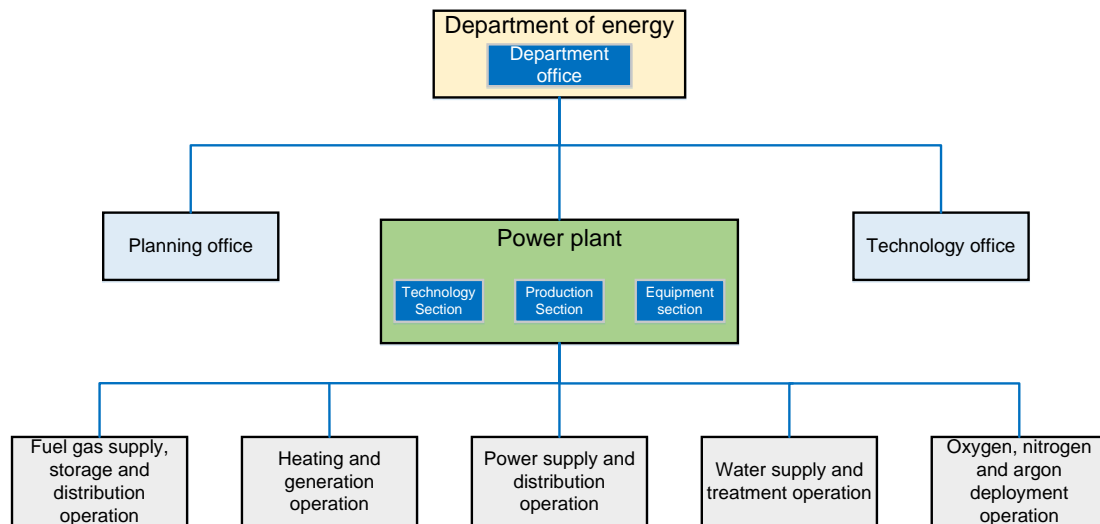 Department of energy
Department
office
Planning office
Power plant
Technology office
Technology
Section
Production
Section
Equipment
section
Fuel gas supply,
storage and
distribution
operation
Heating and
generation
operation
Power supply and
distribution
operation
Water supply and
treatment operation
Oxygen, nitrogen
and argon
deployment
operation